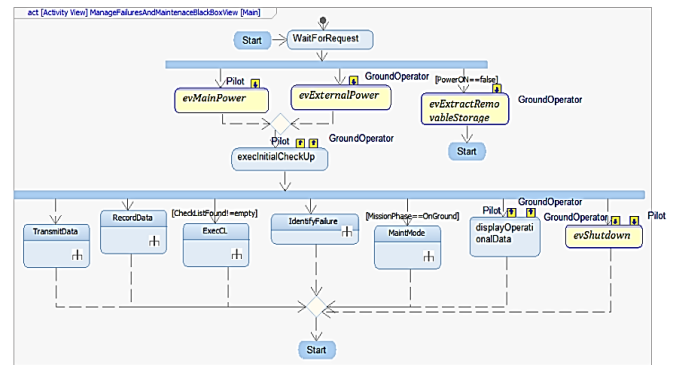 act [Activity View] ManageFailuresAndMaintenaceBlackBoxView [Main]
Start
WaitForRequest
Pilot
GroundOperator
[PowerON==false]
evMainPower
evExternalPower
evExtractRemo
vableStorage
GroundOperator
Start
Pilot
GroundOperator
execInitialCheckUp
TransmitData
RecordData
[CheckListFound!=empty]
ExecCL
IdentifyFailure
[MissionPhase==OnGround]
MaintMode
Pilot
GroundOperator
displayOperati
onalData
GroundOperator
Pilot
evShutdown
Start